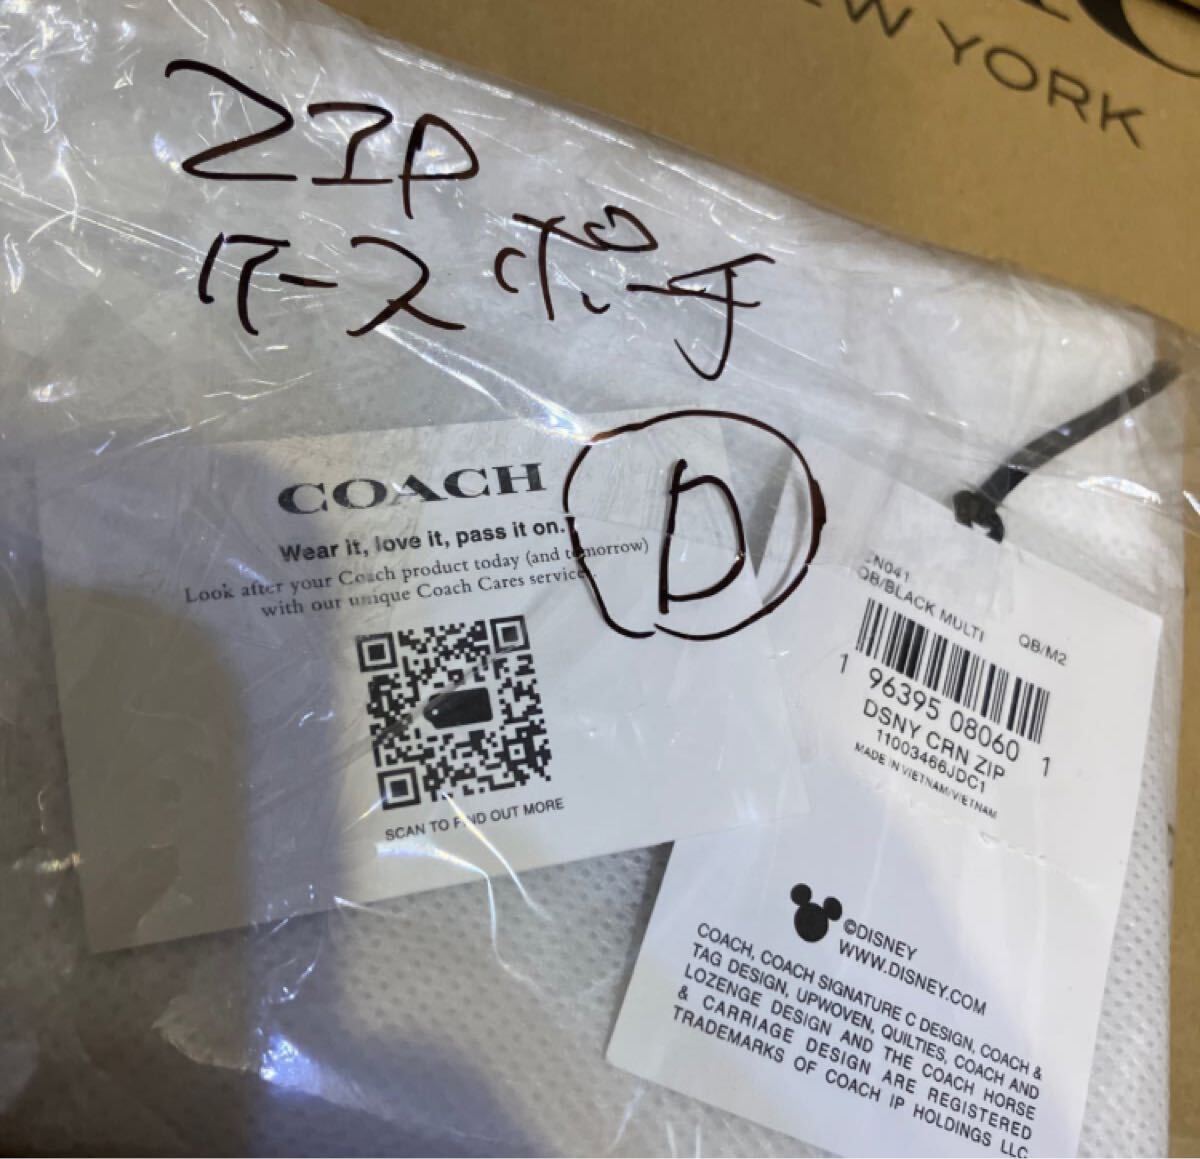 NEW YORK
ZIP
ケースポーチ
D
COACH
Wear it, love it, pass it on.
Look after your Coach product today (and tomorrow)
with our unique Coach Cares service.
SCAN TO FIND OUT MORE
CN041
QB/BLACK MULTI QB/M2
1 96395 08060 1
DSNY CRN ZIP
11003466JDC1
MADE IN VIETNAM/VIETNAM
©DISNEY
WWW.DISNEY.COM
COACH, COACH SIGNATURE C DESIGN, COACH &
TAG DESIGN, UPWOVEN, QUILTIES, COACH AND
LOZENGE DESIGN AND THE COACH HORSE
& CARRIAGE DESIGN ARE REGISTERED
TRADEMARKS OF COACH IP HOLDINGS LLC